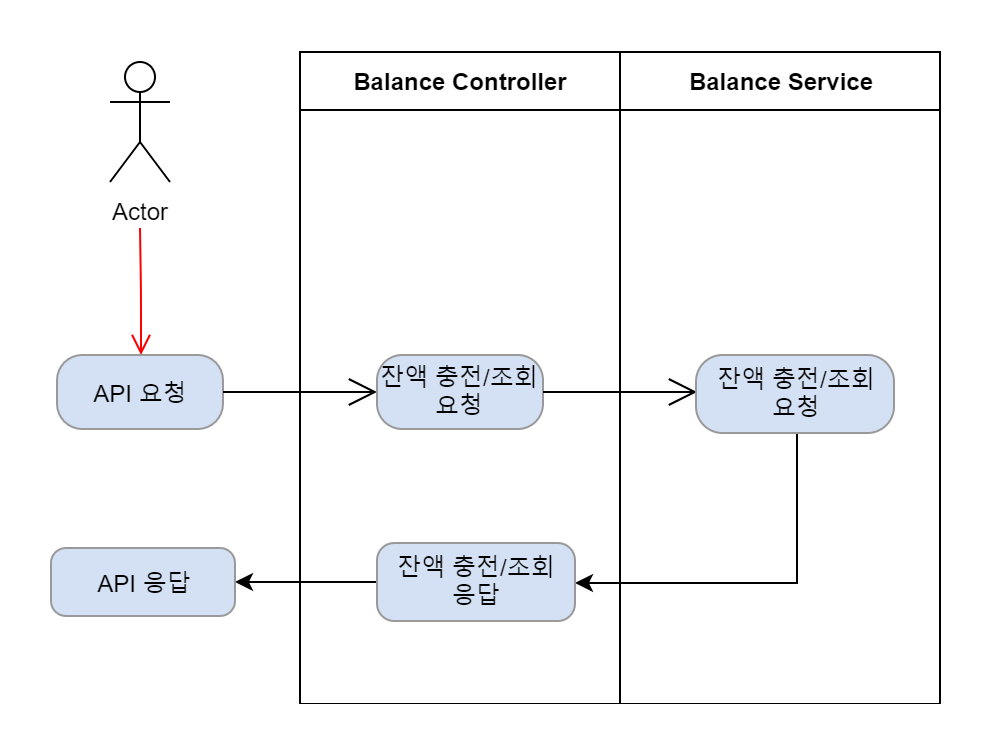 Balance Controller
Balance Service
Actor
API 요청
잔액 충전/조회
요청
잔액 충전/조회
요청
API 응답
잔액 충전/조회
응답